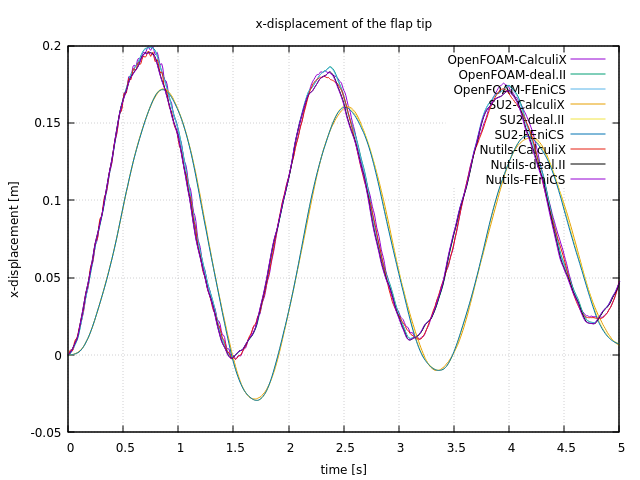 x-displacement of the flap tip
0.2
0.15
0.1
0.05
0
-0.05
x-displacement [m]
OpenFOAM-CalculiX
OpenFOAM-deal.II
OpenFOAM-FEniCS
SU2-CalculiX
SU2-deal.II
SU2-FEniCS
Nutils-CalculiX
Nutils-deal.II
Nutils-FEniCS
0 0.5 1 1.5 2 2.5 3 3.5 4 4.5 5
time [s]